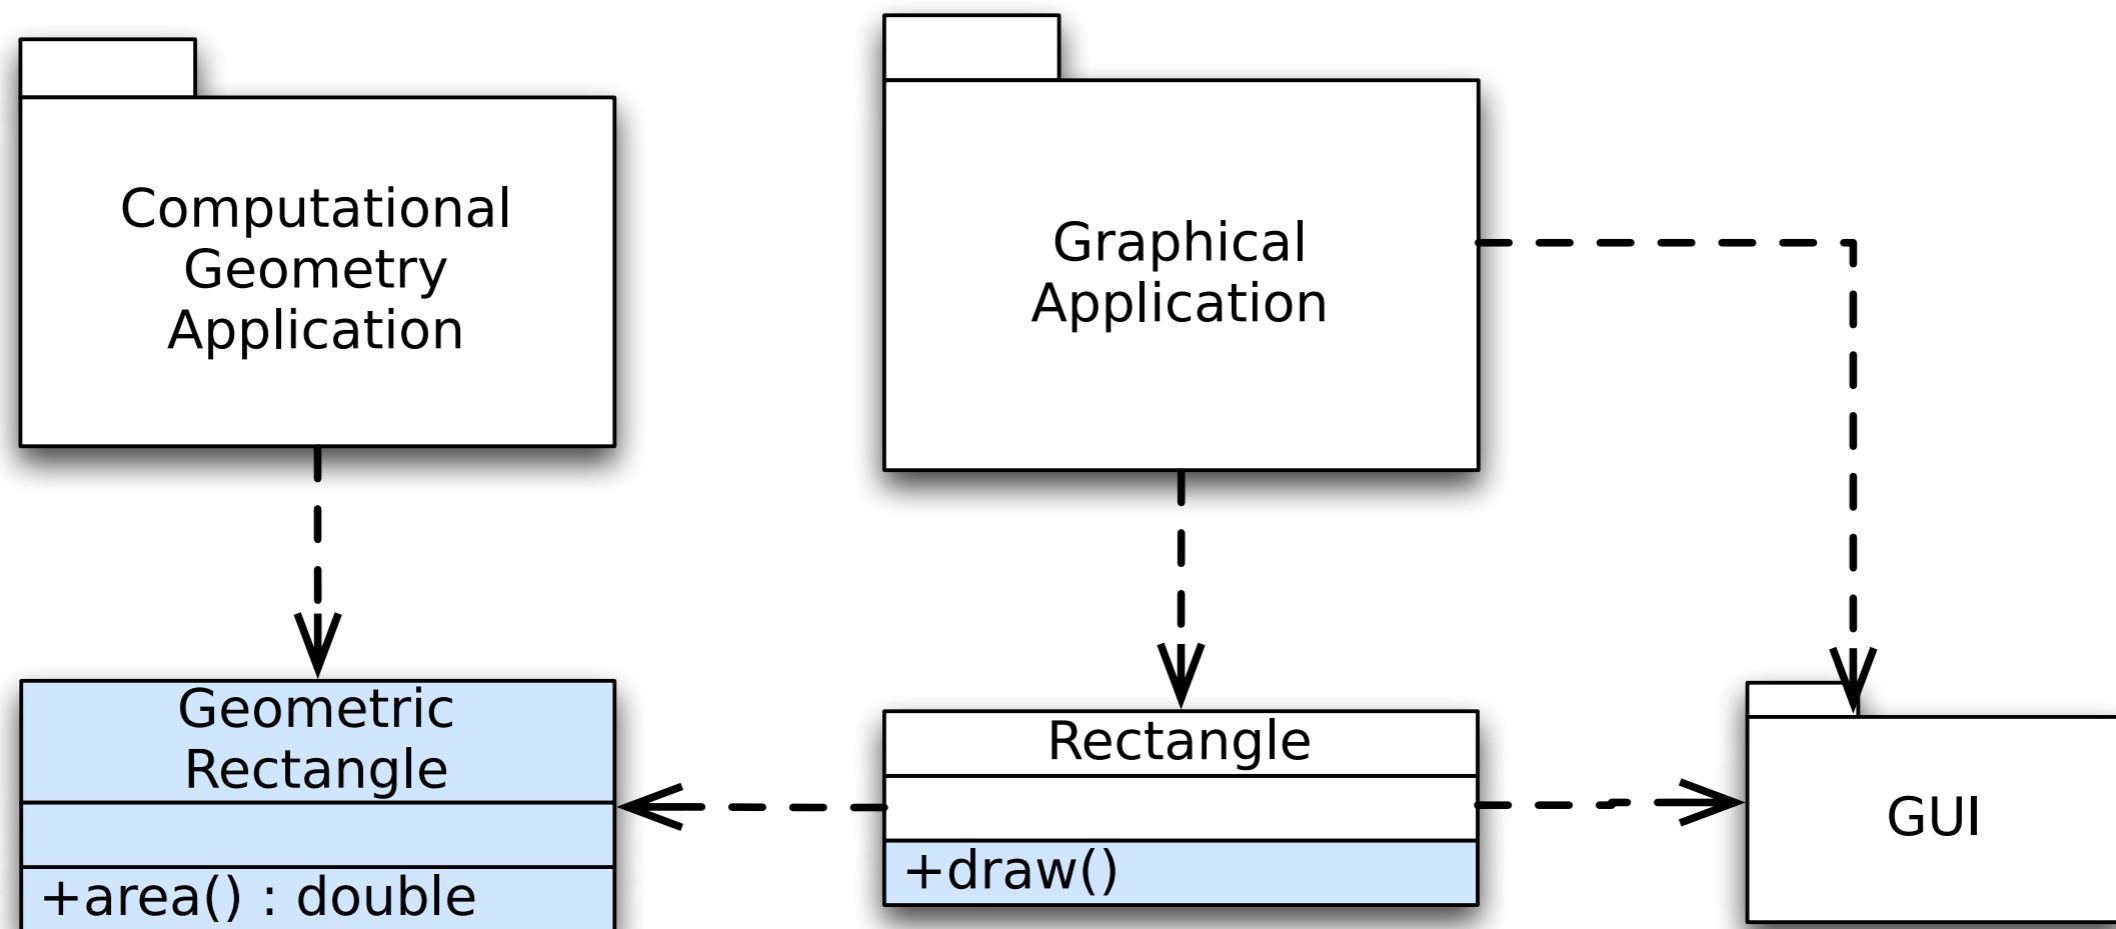 Computational
Geometry
Application
Graphical
Application
Geometric
Rectangle
+area() : double
Rectangle
+draw()
GUI